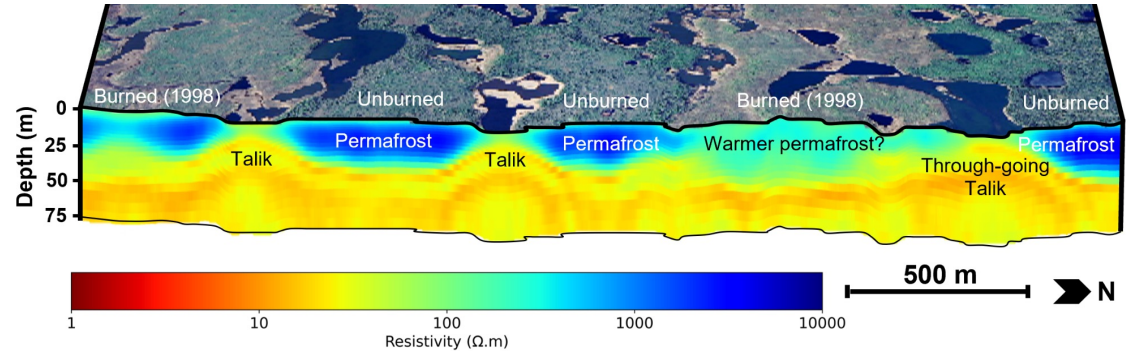 Burned (1998)
Unburned
Unburned
Burned (1998)
Unburned
Depth (m)
0
25
50
75
Permafrost
Permafrost
Warmer permafrost?
Permafrost
Talik
Talik
Through-going
Talik
1
10
100
1000
10000
Resistivity (Ω.m)
500 m
N